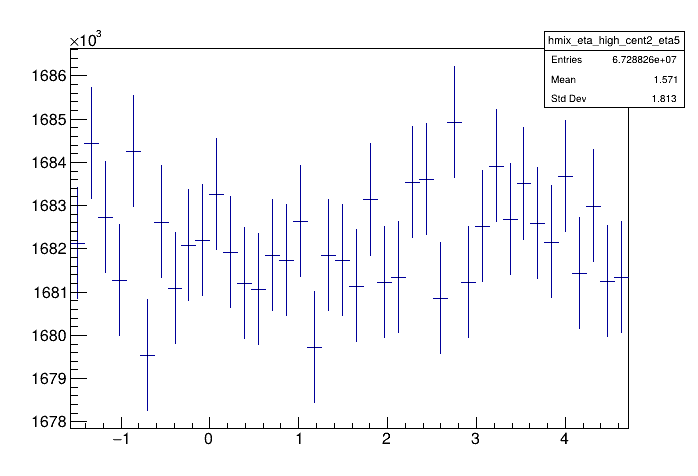 ×10³
hmix_eta_high_cent2_eta5
Entries 6.728826e+07
Mean 1.571
Std Dev 1.813
1686
1685
1684
1683
1682
1681
1680
1679
1678
−1 0 1 2 3 4